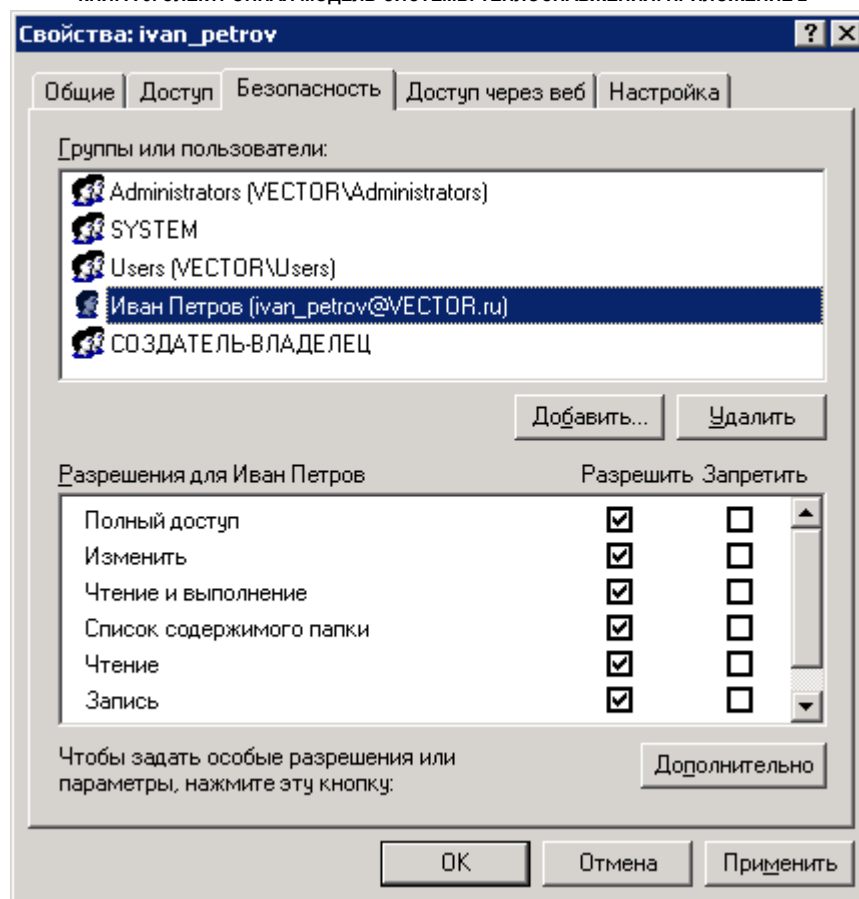 Свойства: ivan_petrov
Общие Доступ Безопасность Доступ через веб Настройка
Группы или пользователи:
Administrators (VECTOR\Administrators)
SYSTEM
Users (VECTOR\Users)
Иван Петров (ivan_petrov@VECTOR.ru)
СОЗДАТЕЛЬ-ВЛАДЕЛЕЦ
Добавить... Удалить
Разрешения для Иван Петров Разрешить Запретить
Полный доступ
Изменить
Чтение и выполнение
Список содержимого папки
Чтение
Запись
Чтобы задать особые разрешения или
параметры, нажмите эту кнопку:
Дополнительно
OK Отмена Применить